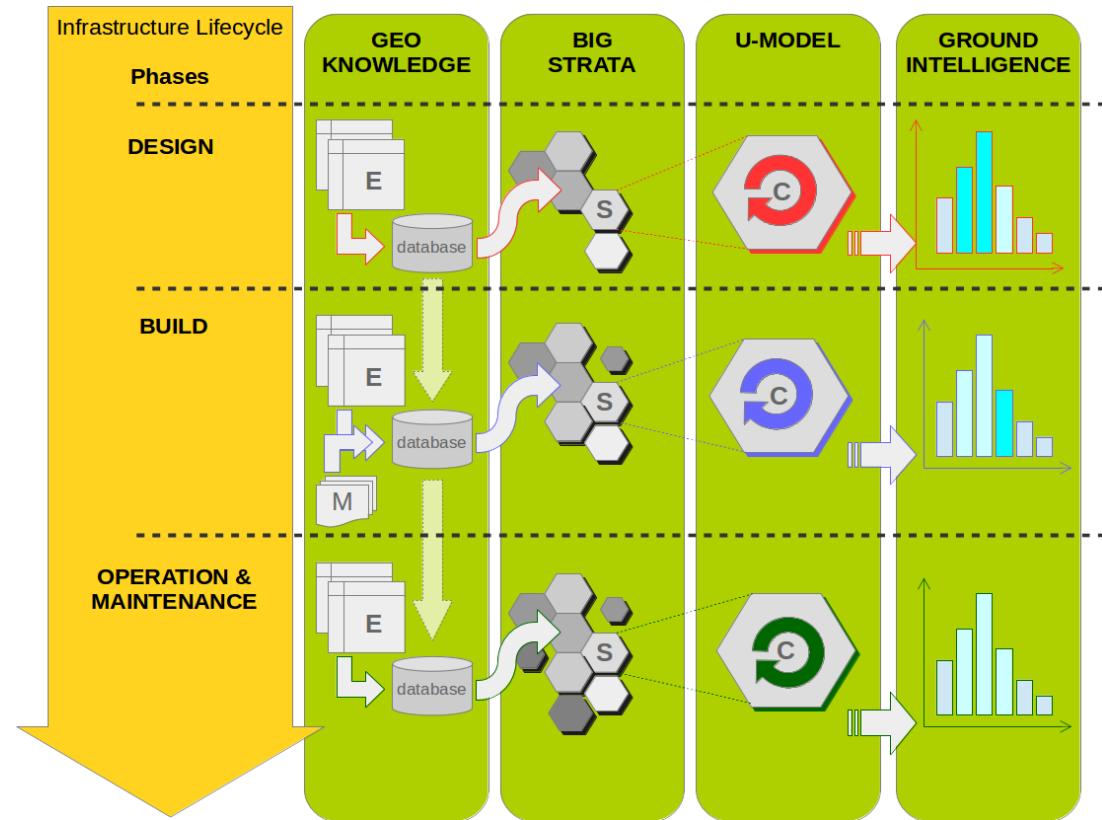 Infrastructure Lifecycle
Phases
GEO
KNOWLEDGE
BIG
STRATA
U-MODEL
GROUND
INTELLIGENCE
DESIGN
E
database
S
C
BUILD
E
database
M
S
C
OPERATION &
MAINTENANCE
E
database
S
C